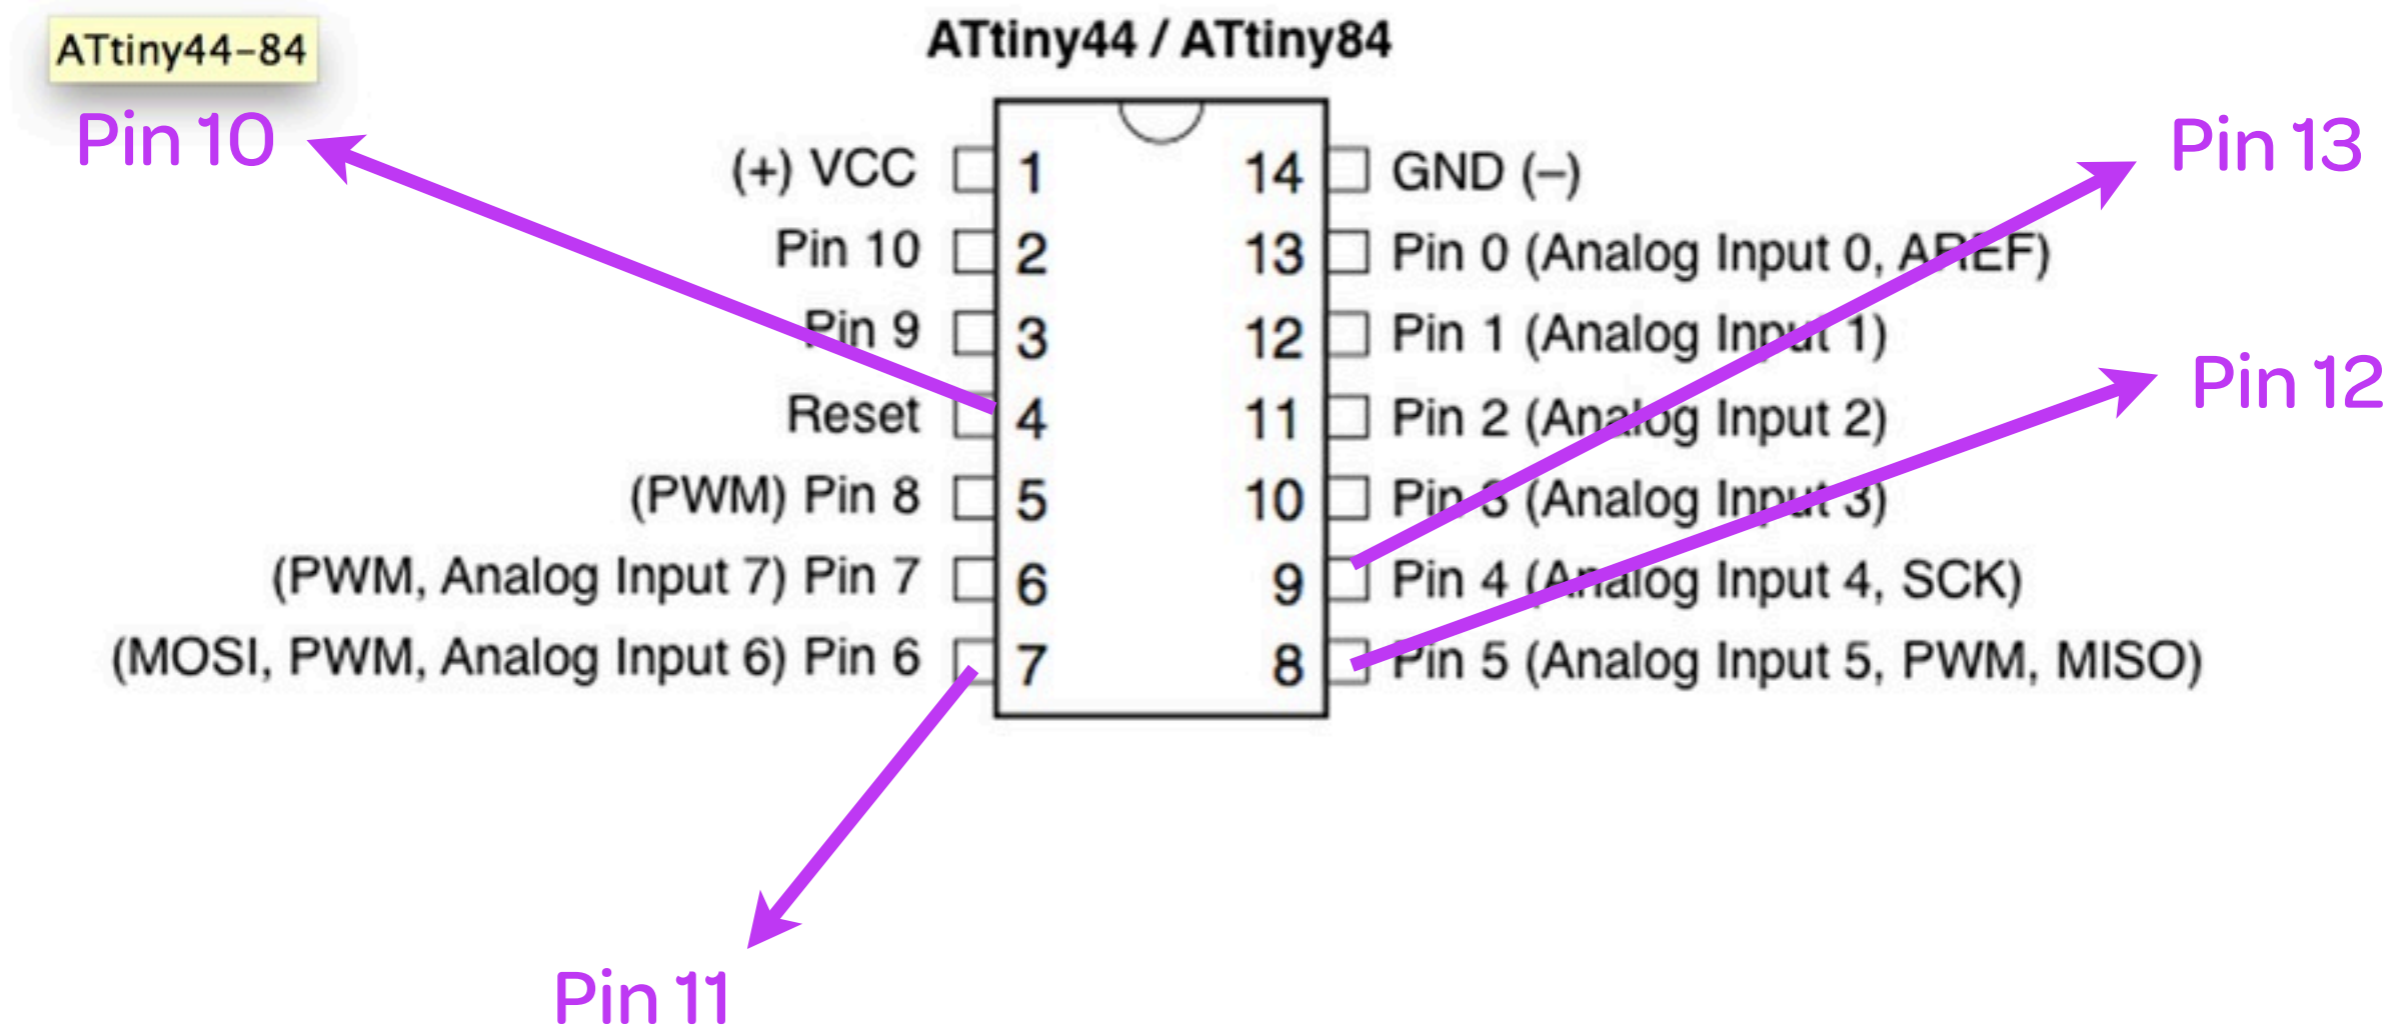 ATtiny44-84
ATtiny44 / ATtiny84
Pin 10
Pin 13
(+) VCC 1 14 GND (–)
Pin 10 2 13 Pin 0 (Analog Input 0, AREF)
Pin 9 3 12 Pin 1 (Analog Input 1)
Pin 12
Reset 4 11 Pin 2 (Analog Input 2)
(PWM) Pin 8 5 10 Pin 3 (Analog Input 3)
(PWM, Analog Input 7) Pin 7 6 9 Pin 4 (Analog Input 4, SCK)
(MOSI, PWM, Analog Input 6) Pin 6 7 8 Pin 5 (Analog Input 5, PWM, MISO)
Pin 11